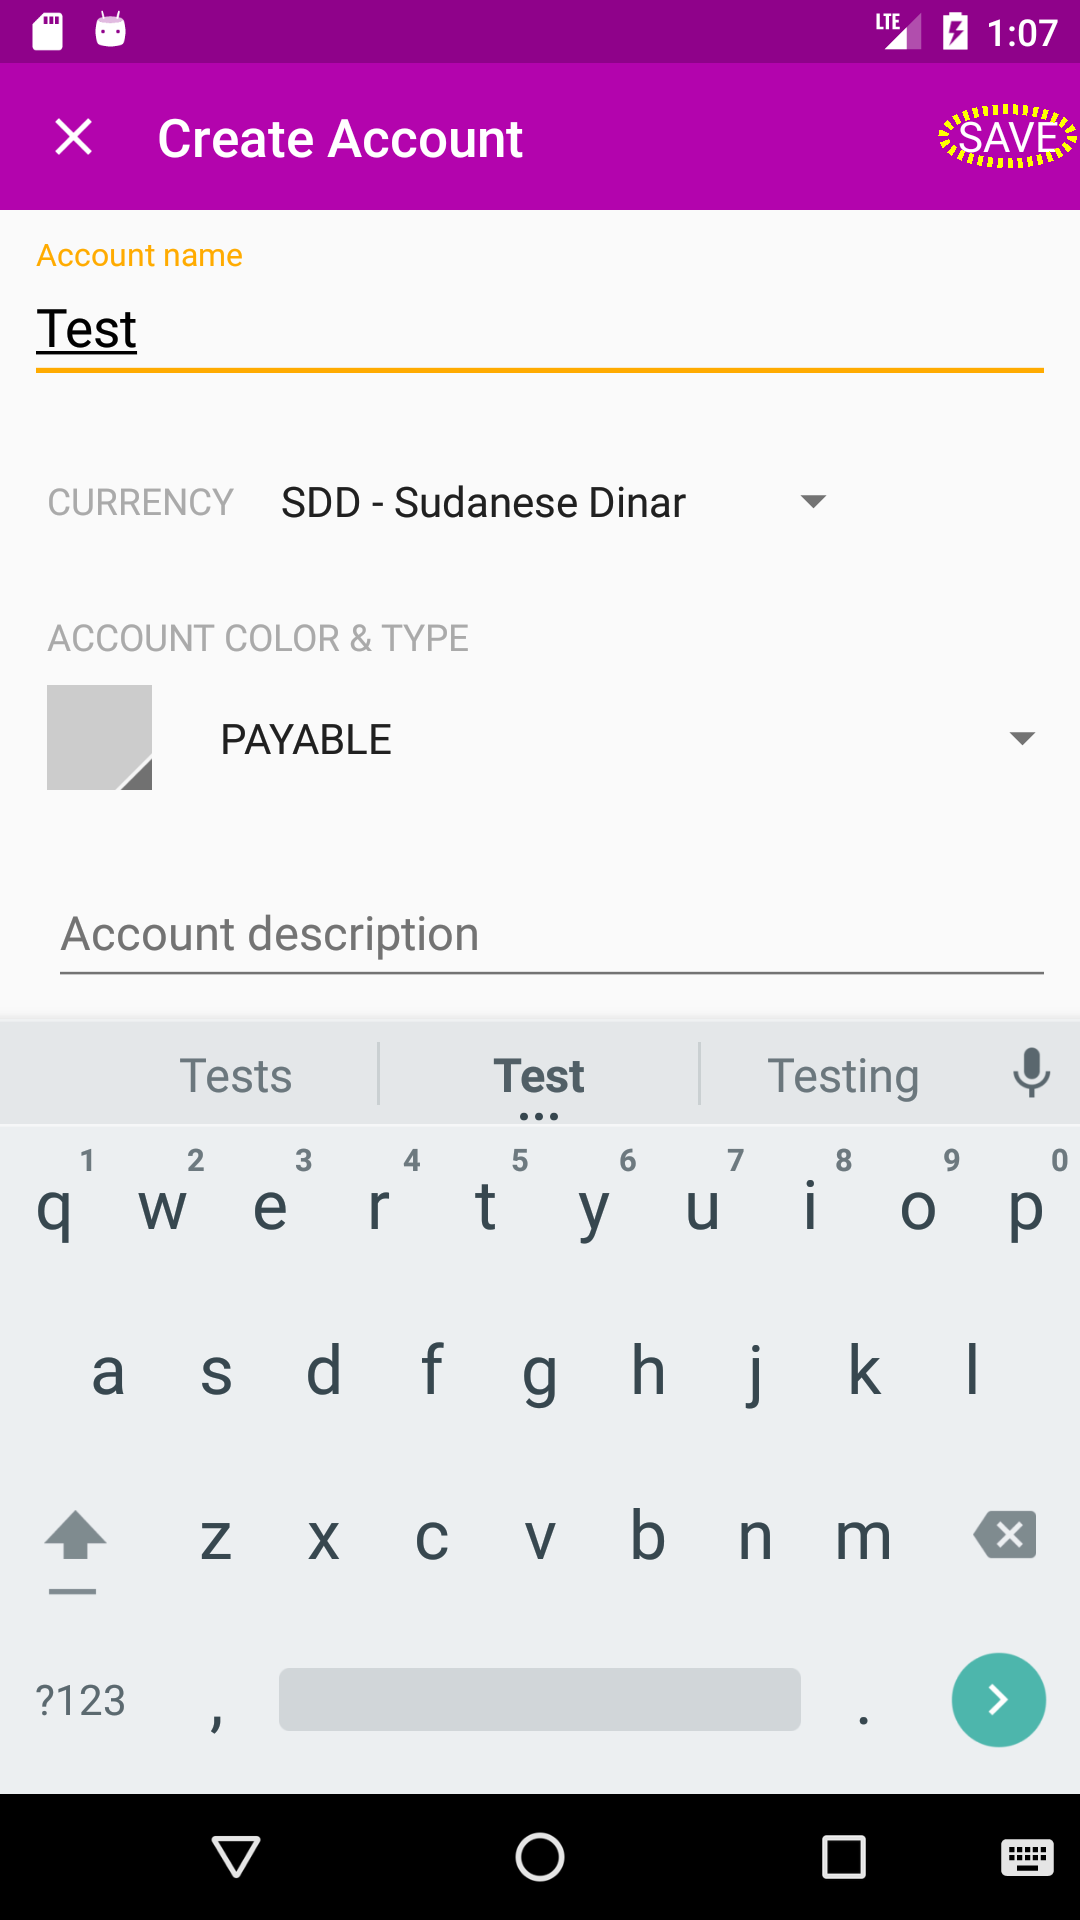 LTE 1:07
Create Account SAVE
Account name
Test
CURRENCY SDD - Sudanese Dinar
ACCOUNT COLOR & TYPE
PAYABLE
Account description
Tests Test Testing
1 2 3 4 5 6 7 8 9 0
q w e r t y u i o p
a s d f g h j k l
z x c v b n m
?123 , .